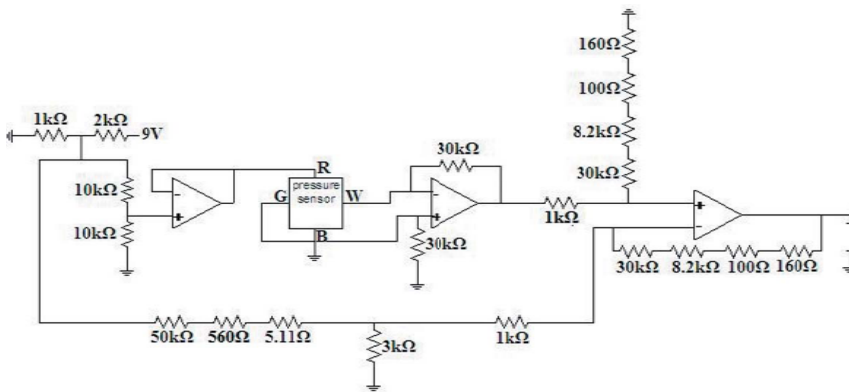 160Ω
100Ω
8.2kΩ
30kΩ
1kΩ 2kΩ 9V
10kΩ
10kΩ
- +
R
G pressure sensor W
B
30kΩ
- +
30kΩ
1kΩ
+ -
30kΩ 8.2kΩ 100Ω 160Ω
50kΩ 560Ω 5.11Ω 3kΩ 1kΩ